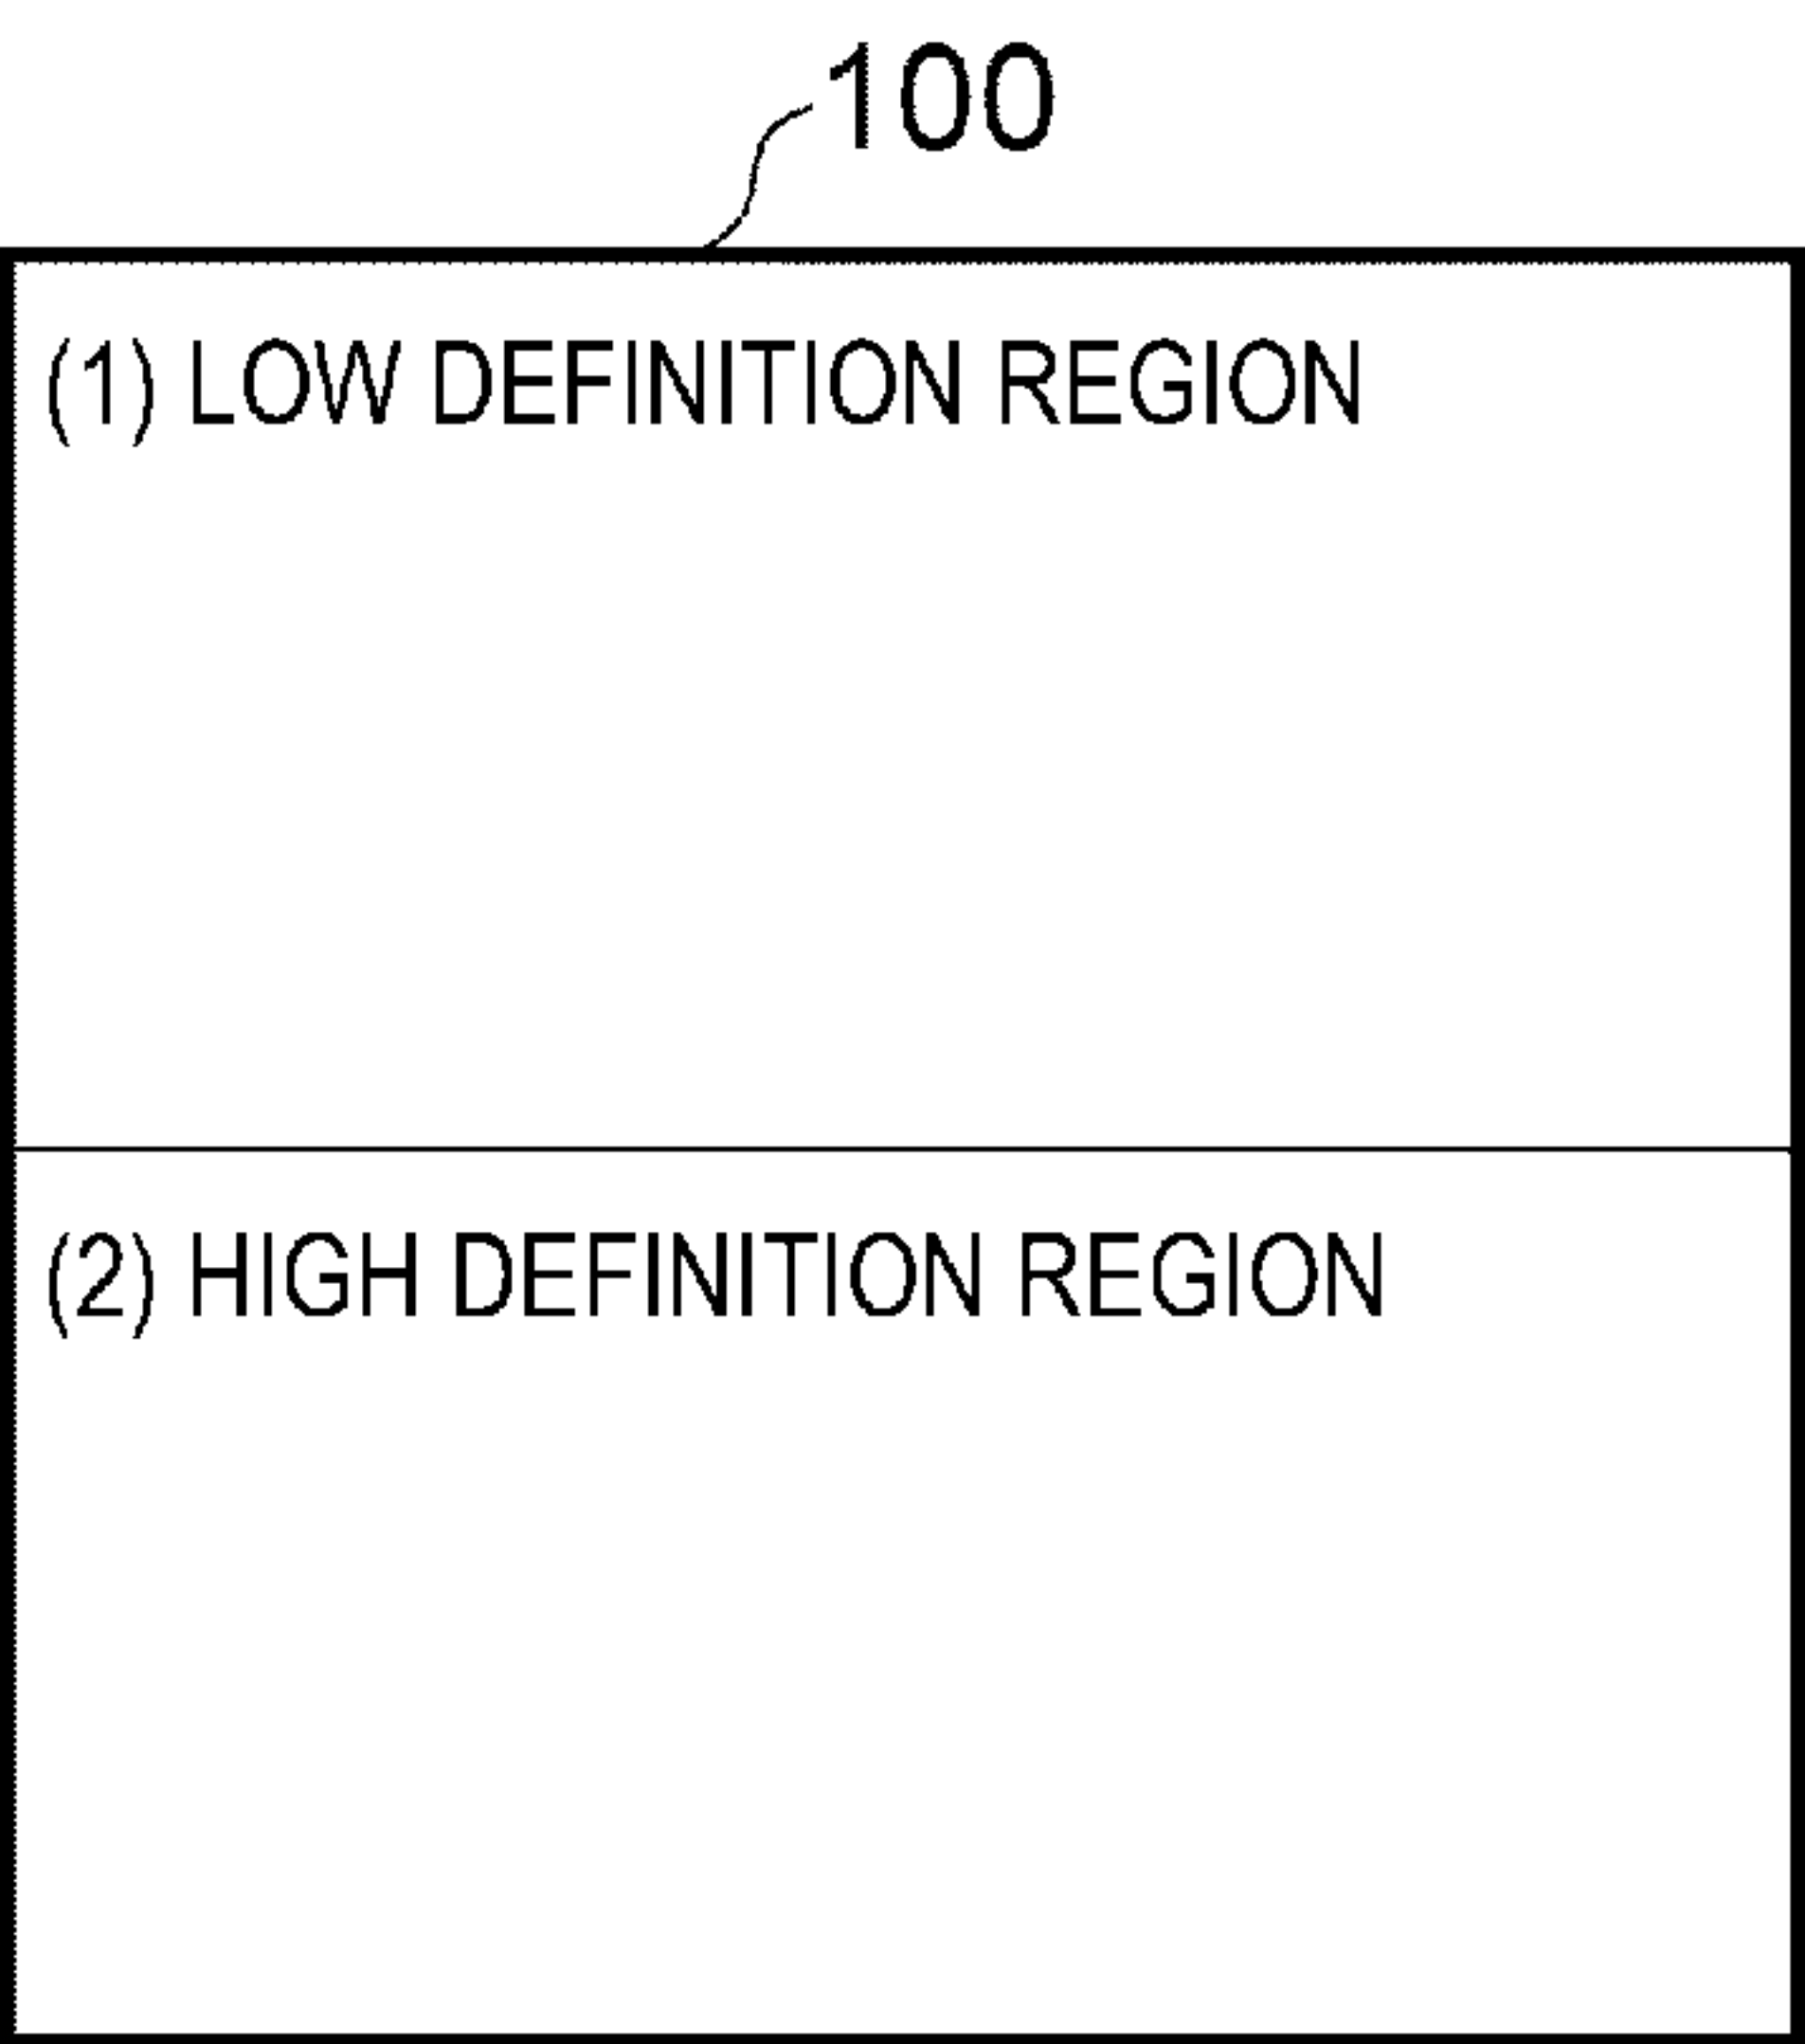 100
(1) LOW DEFINITION REGION
(2) HIGH DEFINITION REGION